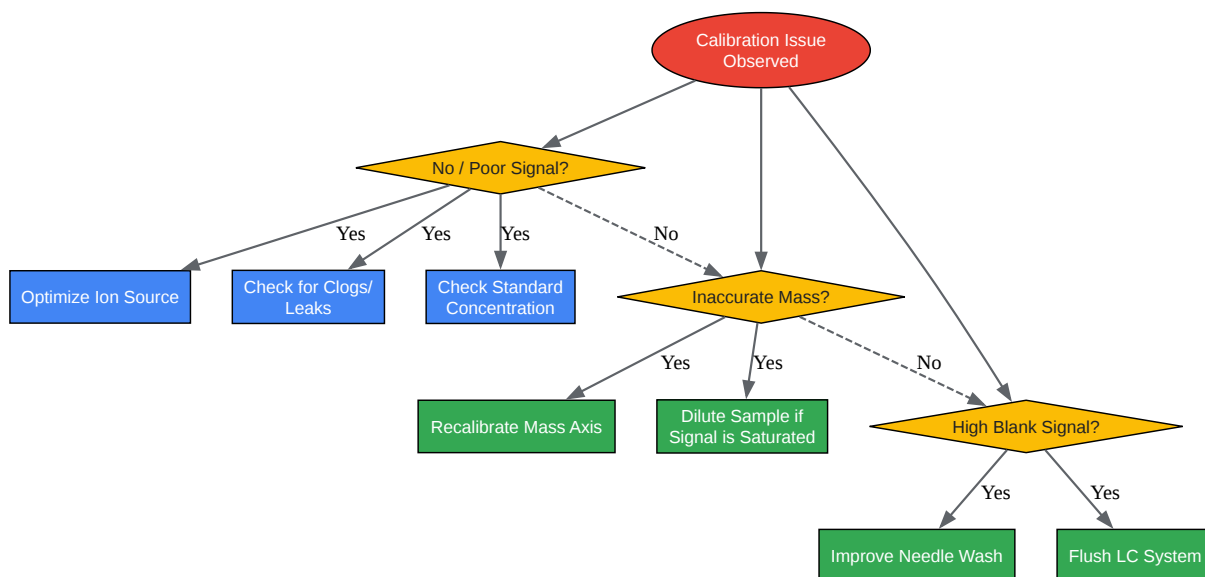 Calibration Issue
Observed
No / Poor Signal?
Yes
Yes
Yes
No
Optimize Ion Source
Check for Clogs/
Leaks
Check Standard
Concentration
Inaccurate Mass?
Yes
Yes
No
Recalibrate Mass Axis
Dilute Sample if
Signal is Saturated
High Blank Signal?
Yes
Yes
Improve Needle Wash
Flush LC System